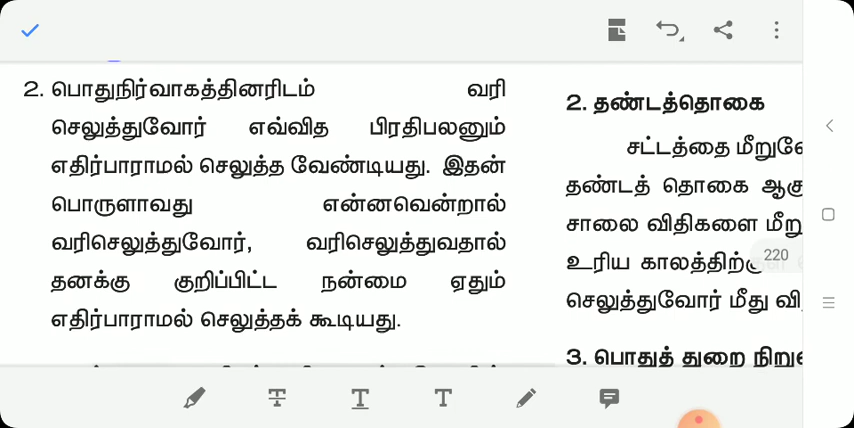 2. பொதுநிர்வாகத்தினரிடம் வரி
செலுத்துவோர் எவ்வித பிரதிபலனும்
எதிர்பாராமல் செலுத்த வேண்டியது. இதன்
பொருளாவது என்னவென்றால்
வரிசெலுத்துவோர், வரிசெலுத்துவதால்
தனக்கு குறிப்பிட்ட நன்மை ஏதும்
எதிர்பாராமல் செலுத்தக் கூடியது.
2. தண்டத்தொகை
சட்டத்தை
தண்டத் தொகை
சாலை விதிகளை
உரிய
செலுத்துவோர் மீது
3. பொதுத் துறை
220